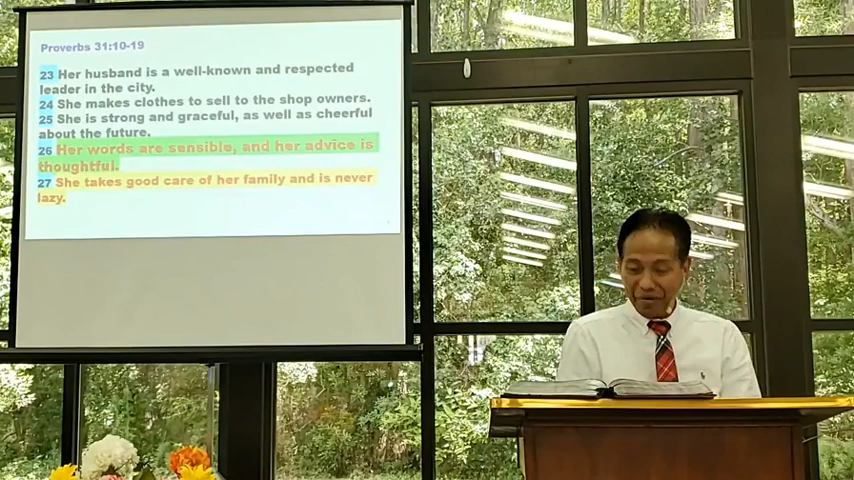 Proverbs 31:10-19
23 Her husband is a well-known and respected
leader in the city.
24 She makes clothes to sell to the shop owners.
25 She is strong and graceful, as well as cheerful
about the future.
26 Her words are sensible, and her advice is
thoughtful.
27 She takes good care of her family and is never
lazy.